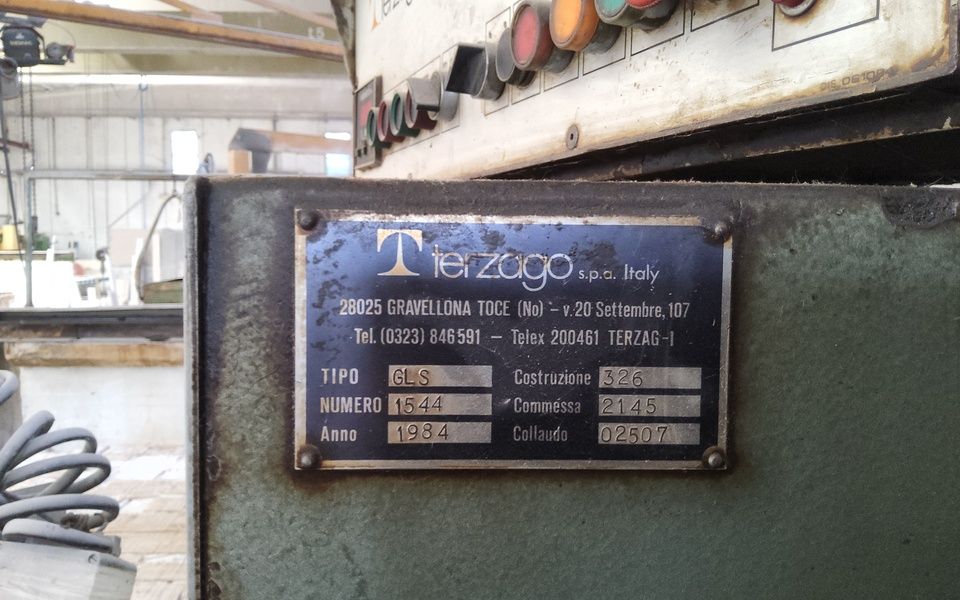 Terzago
terzago s.p.a. Italy
28025 GRAVELLONA TOCE (No) – v. 20 Settembre, 107
Tel. (0323) 846591 – Telex 200461 TERZAG-I
TIPO GLS Costruzione 326
NUMERO 1544 Commessa 2145
Anno 1984 Collaudo 02507